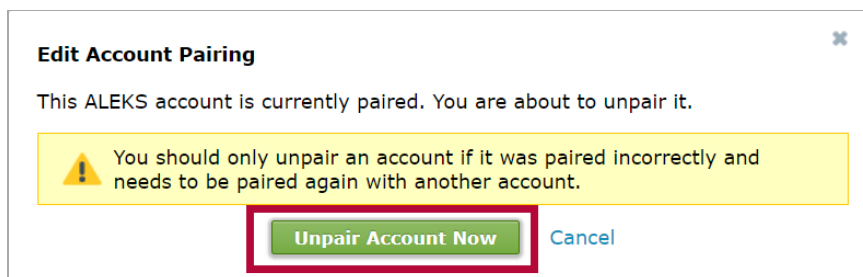 Edit Account Pairing
This ALEKS account is currently paired. You are about to unpair it.
You should only unpair an account if it was paired incorrectly and
needs to be paired again with another account.
Unpair Account Now Cancel